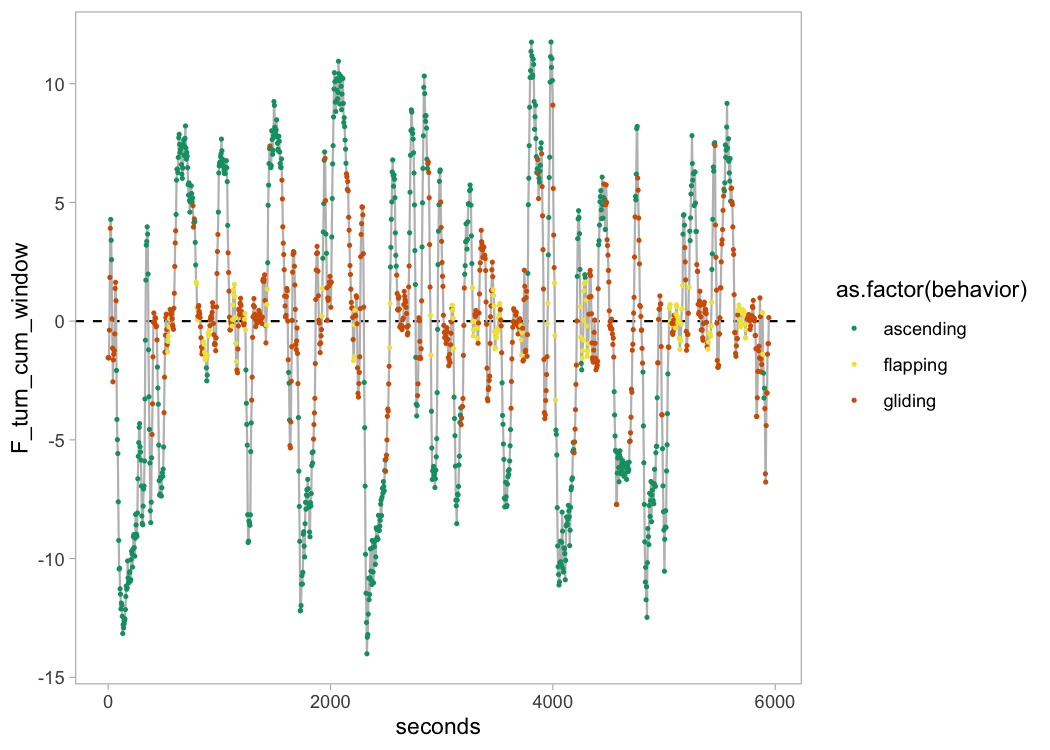 10
5
0
-5
-10
-15
F_turn_cum_window
0
2000
4000
6000
seconds
as.factor(behavior)
ascending
flapping
gliding